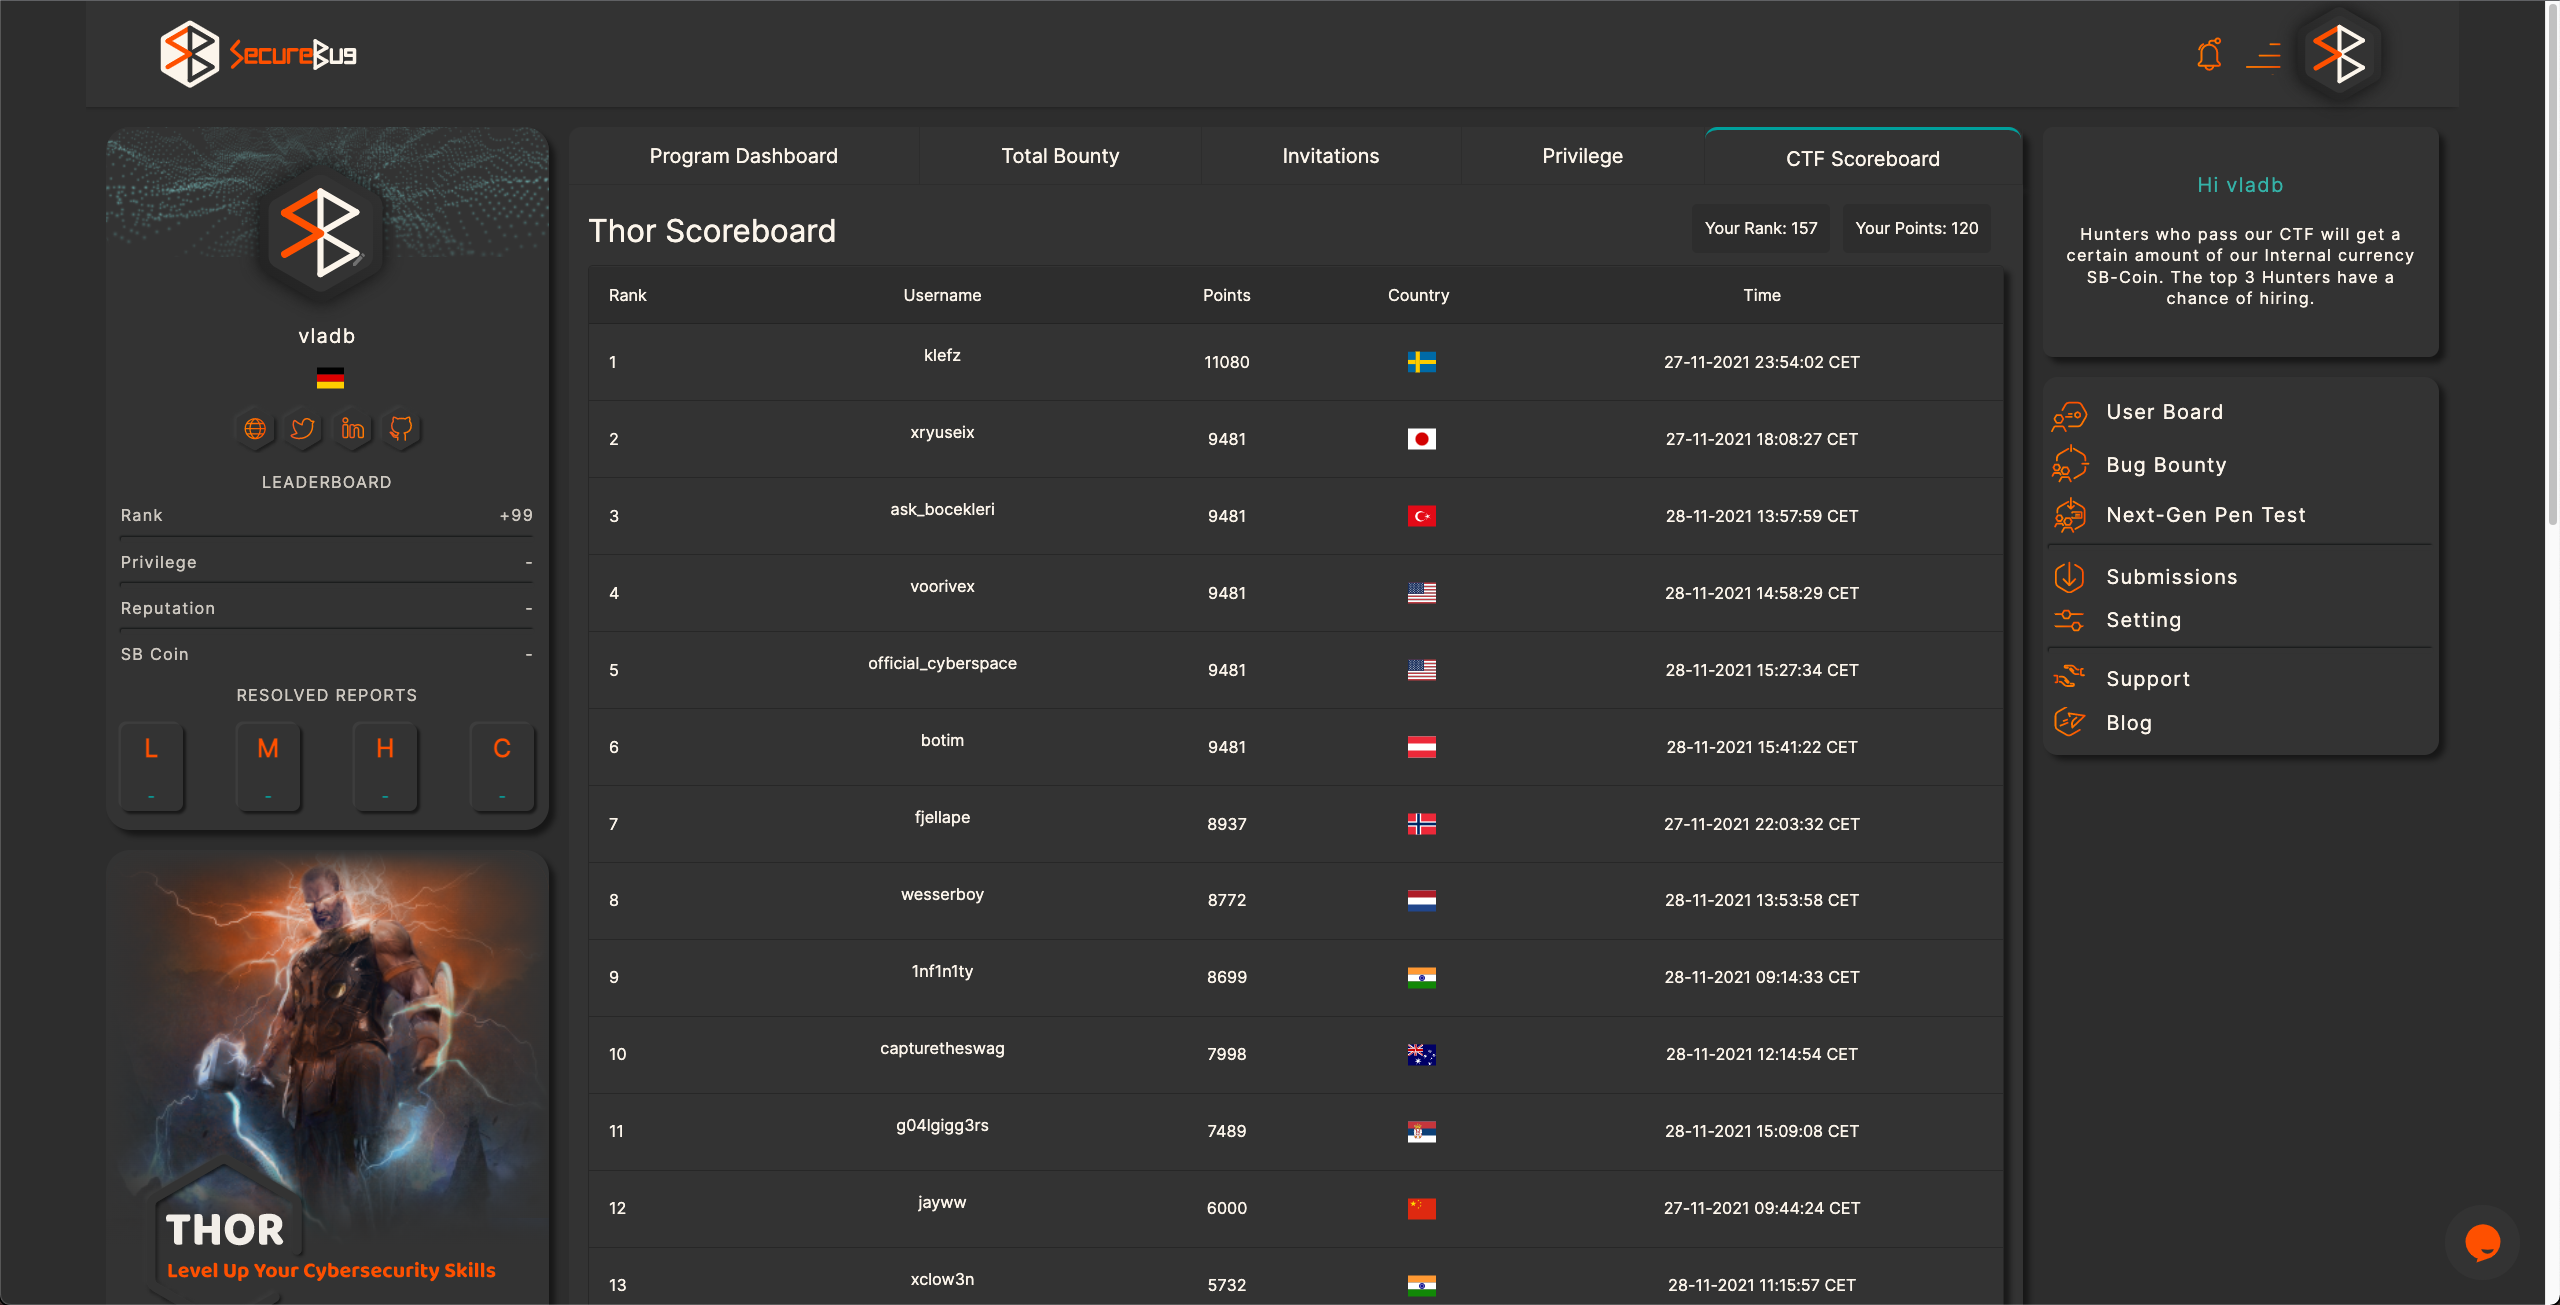 SecureBug
vladb
LEADERBOARD
Rank +99
Privilege -
Reputation -
SB Coin -
RESOLVED REPORTS
L M H C
- - - -
THOR
Level Up Your Cybersecurity Skills
Program Dashboard Total Bounty Invitations Privilege CTF Scoreboard
Thor Scoreboard Your Rank: 157 Your Points: 120
Rank Username Points Country Time
1 klefz 11080 27-11-2021 23:54:02 CET
2 xryuseix 9481 27-11-2021 18:08:27 CET
3 ask_bocekleri 9481 28-11-2021 13:57:59 CET
4 voorivex 9481 28-11-2021 14:58:29 CET
5 official_cyberspace 9481 28-11-2021 15:27:34 CET
6 botim 9481 28-11-2021 15:41:22 CET
7 fjellape 8937 27-11-2021 22:03:32 CET
8 wesserboy 8772 28-11-2021 13:53:58 CET
9 1nf1n1ty 8699 28-11-2021 09:14:33 CET
10 capturetheswag 7998 28-11-2021 12:14:54 CET
11 g04lgigg3rs 7489 28-11-2021 15:09:08 CET
12 jayww 6000 27-11-2021 09:44:24 CET
13 xclow3n 5732 28-11-2021 11:15:57 CET
Hi vladb
Hunters who pass our CTF will get a
certain amount of our Internal currency
SB-Coin. The top 3 Hunters have a
chance of hiring.
User Board
Bug Bounty
Next-Gen Pen Test
Submissions
Setting
Support
Blog